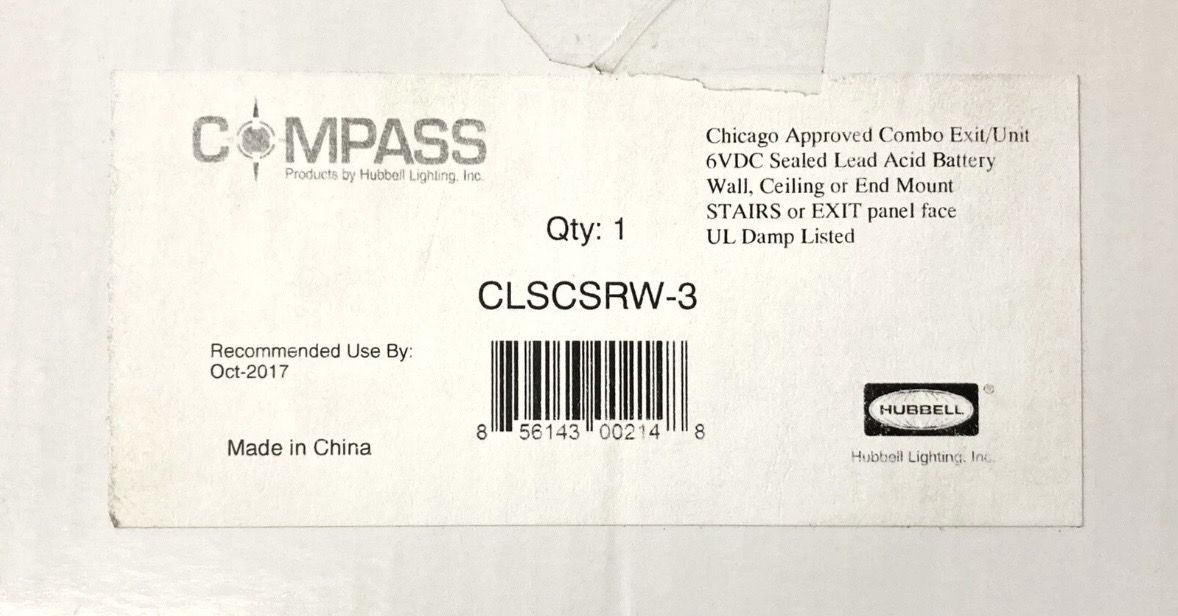 COMPASS
Products by Hubbell Lighting, Inc.
Chicago Approved Combo Exit/Unit
6VDC Sealed Lead Acid Battery
Wall, Ceiling or End Mount
STAIRS or EXIT panel face
UL Damp Listed
Qty: 1
CLSCSRW-3
Recommended Use By:
Oct-2017
Made in China
8 56143 00214 8
HUBBELL ®
Hubbell Lighting, Inc.